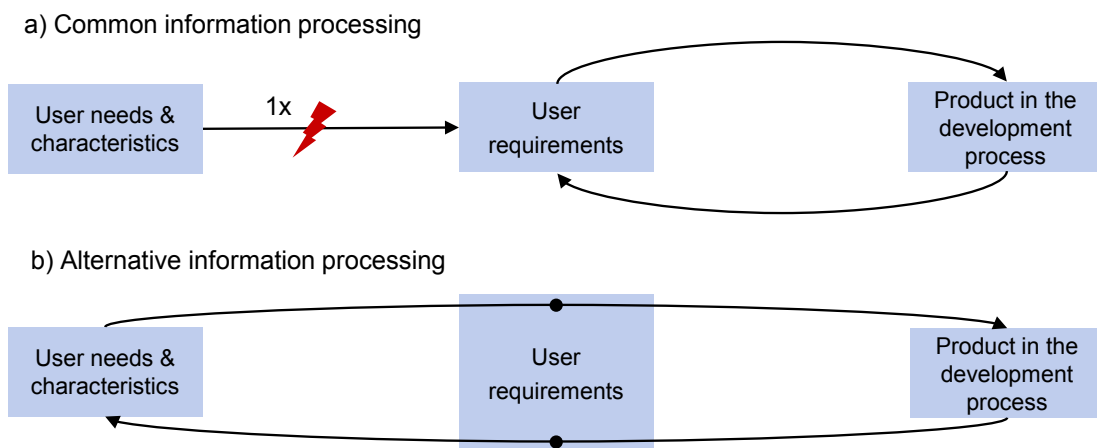 a) Common information processing
User needs &
characteristics
1x
User
requirements
Product in the
development
process
b) Alternative information processing
User needs &
characteristics
User
requirements
Product in the
development
process